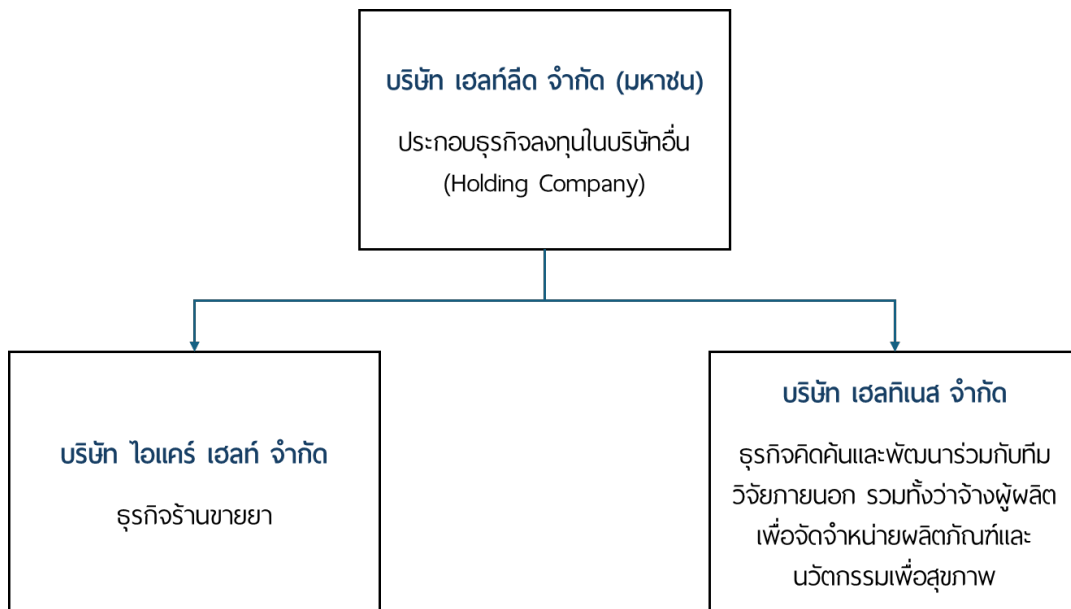 บริษัท เฮลท์ลีด จำกัด (มหาชน)
ประกอบธุรกิจลงทุนในบริษัทอื่น
(Holding Company)
บริษัท ไอแคร์ เฮลท์ จำกัด
ธุรกิจร้านขายยา
บริษัท เฮลทิเนส จำกัด
ธุรกิจคิดค้นและพัฒนาร่วมกับทีม
วิจัยภายนอก รวมทั้งว่าจ้างผู้ผลิต
เพื่อจัดจำหน่ายผลิตภัณฑ์และ
นวัตกรรมเพื่อสุขภาพ